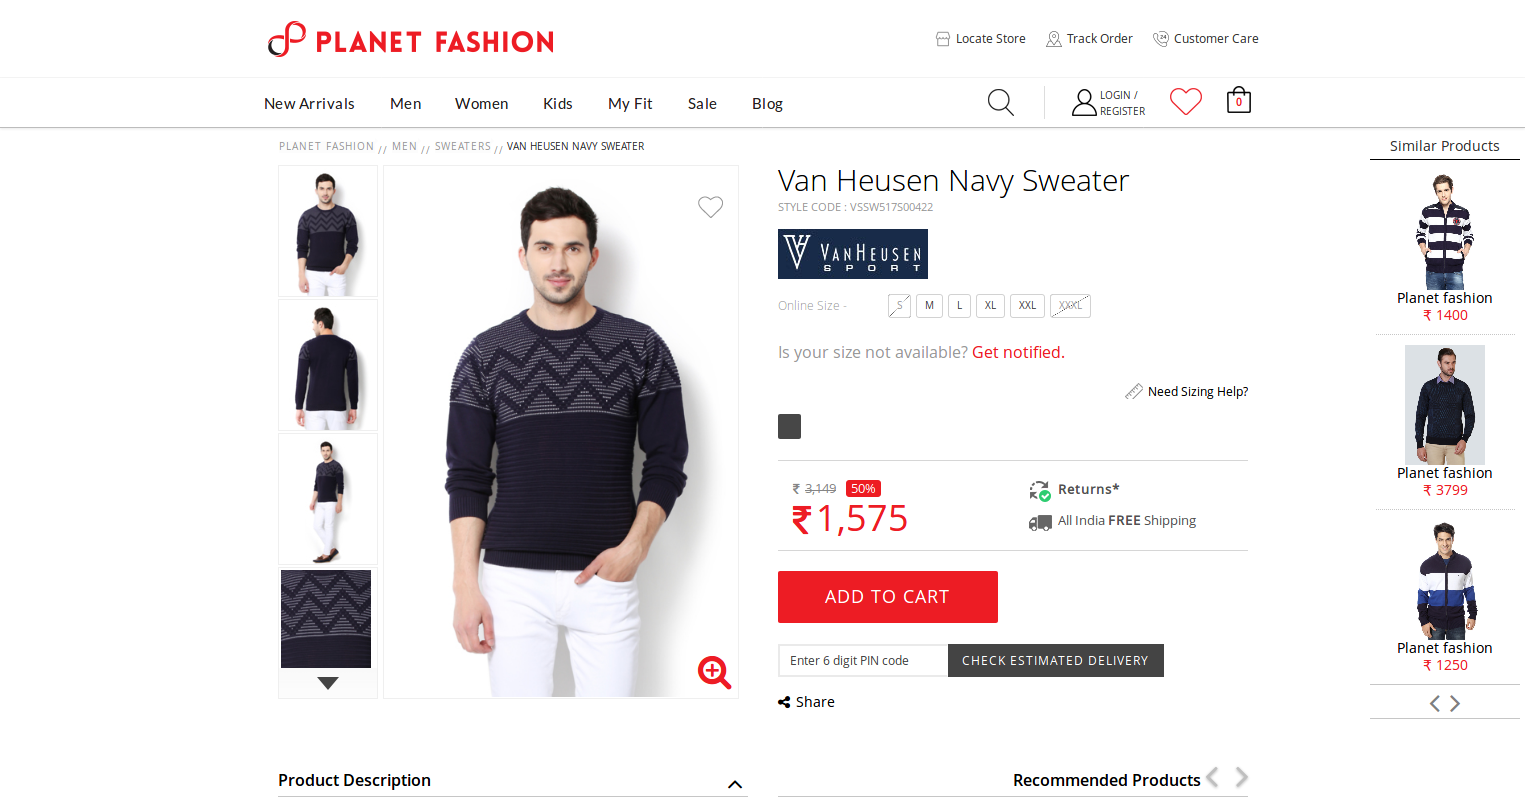 PLANET FASHION
Locate Store
Track Order
Customer Care
New Arrivals
Men
Women
Kids
My Fit
Sale
Blog
LOGIN /
REGISTER
0
PLANET FASHION // MEN // SWEATERS // VAN HEUSEN NAVY SWEATER
Van Heusen Navy Sweater
STYLE CODE : VSSW517S00422
VANHEUSEN
SPORT
Online Size -
S
M
L
XL
XXL
XXXL
Is your size not available? Get notified.
Need Sizing Help?
₹ 3,149 50%
₹1,575
Returns*
All India FREE Shipping
ADD TO CART
Enter 6 digit PIN code
CHECK ESTIMATED DELIVERY
Share
Similar Products
Planet fashion
₹ 1400
Planet fashion
₹ 3799
Planet fashion
₹ 1250
Product Description
Recommended Products